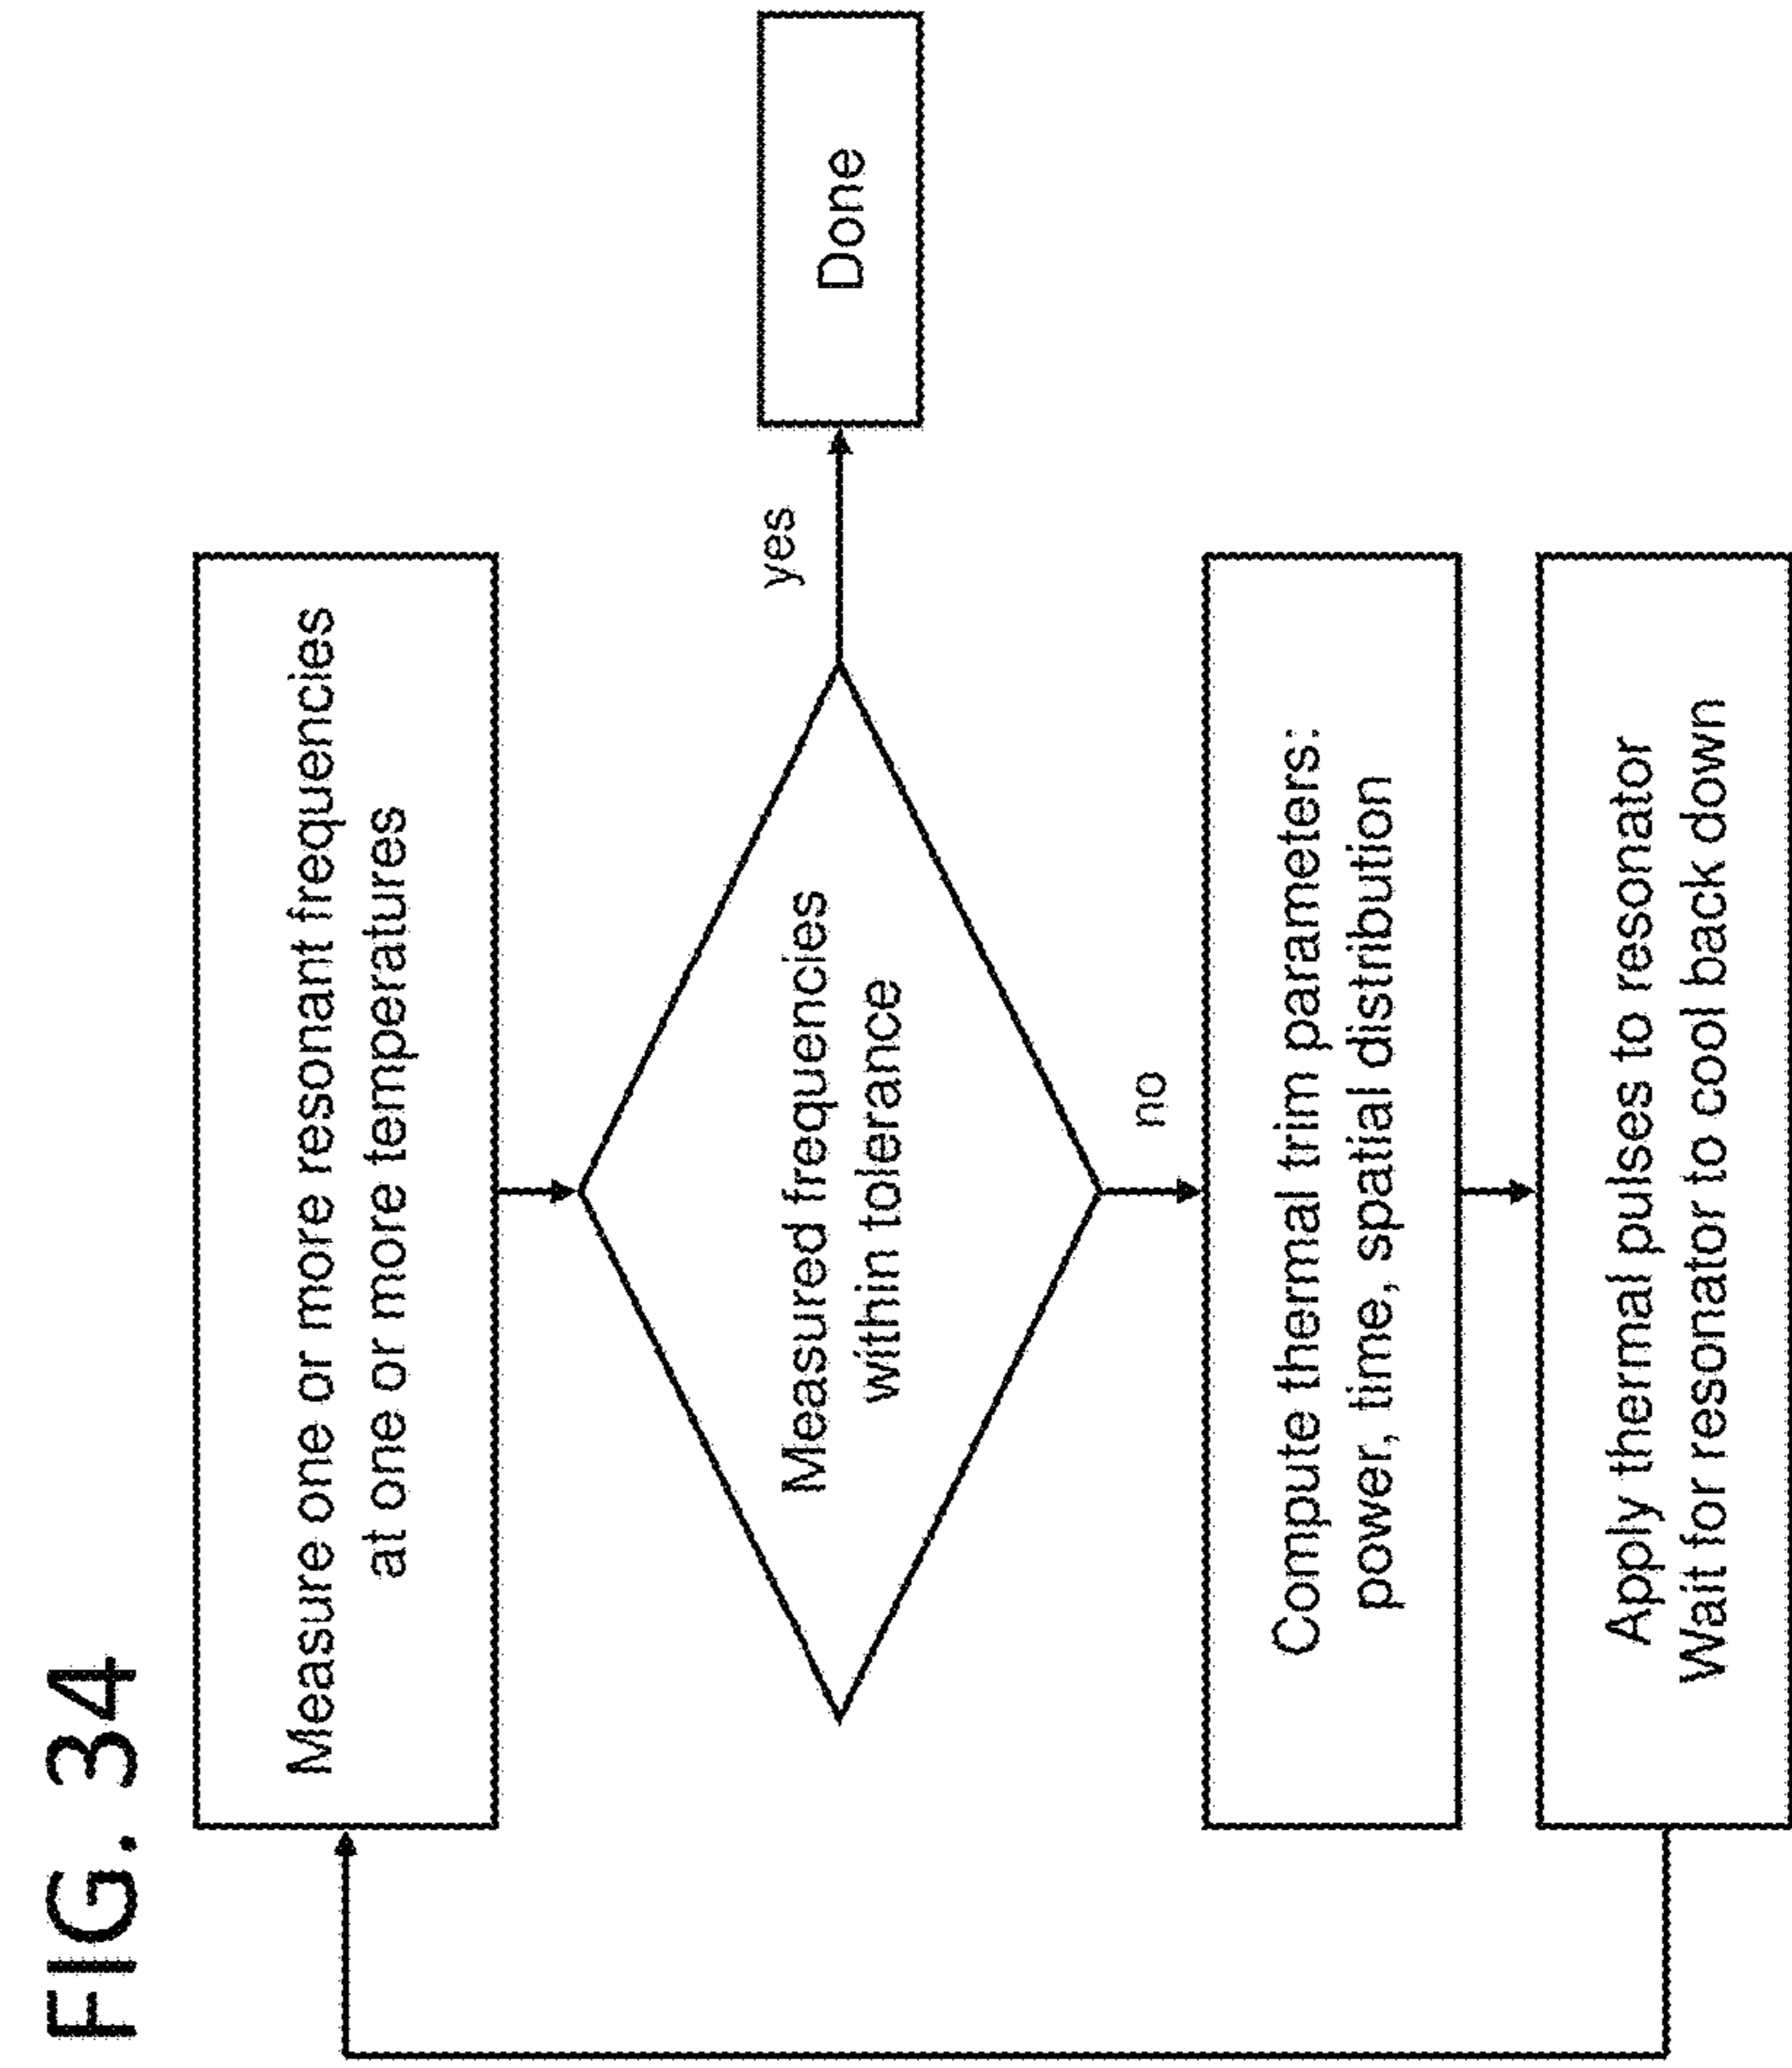 FIG. 34
Measure one or more resonant frequencies
at one or more temperatures
Measured frequencies
within tolerance
yes
Done
no
Compute thermal trim parameters:
power, time, spatial distribution
Apply thermal pulses to resonator
Wait for resonator to cool back down